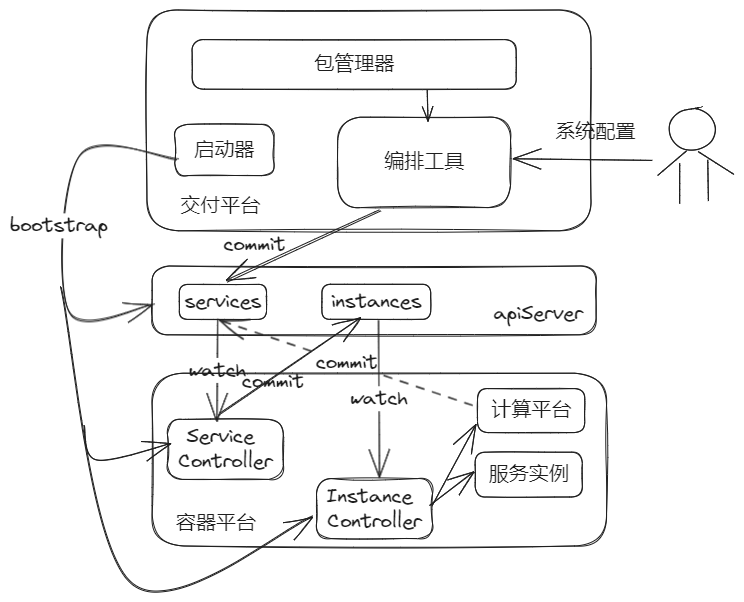 包管理器
系统配置
启动器
编排工具
交付平台
bootstrap
commit
services
instances
apiServer
watch
commit
commit
watch
计算平台
Service
Controller
服务实例
Instance
Controller
容器平台